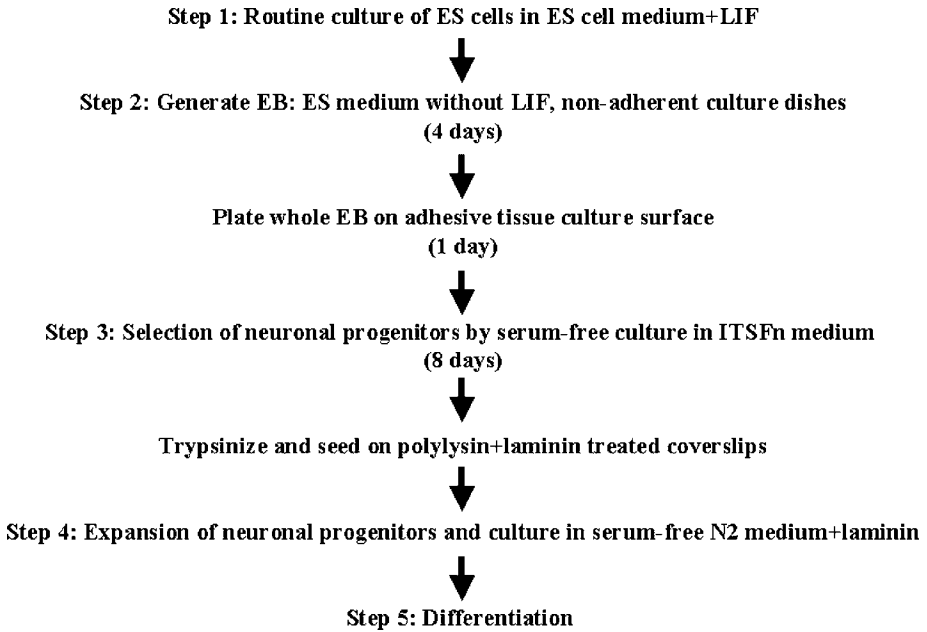 Step 1: Routine culture of ES cells in ES cell medium+LIF
Step 2: Generate EB: ES medium without LIF, non-adherent culture dishes
(4 days)
Plate whole EB on adhesive tissue culture surface
(1 day)
Step 3: Selection of neuronal progenitors by serum-free culture in ITSFn medium
(8 days)
Trypsinize and seed on polylysin+laminin treated coverslips
Step 4: Expansion of neuronal progenitors and culture in serum-free N2 medium+laminin
Step 5: Differentiation